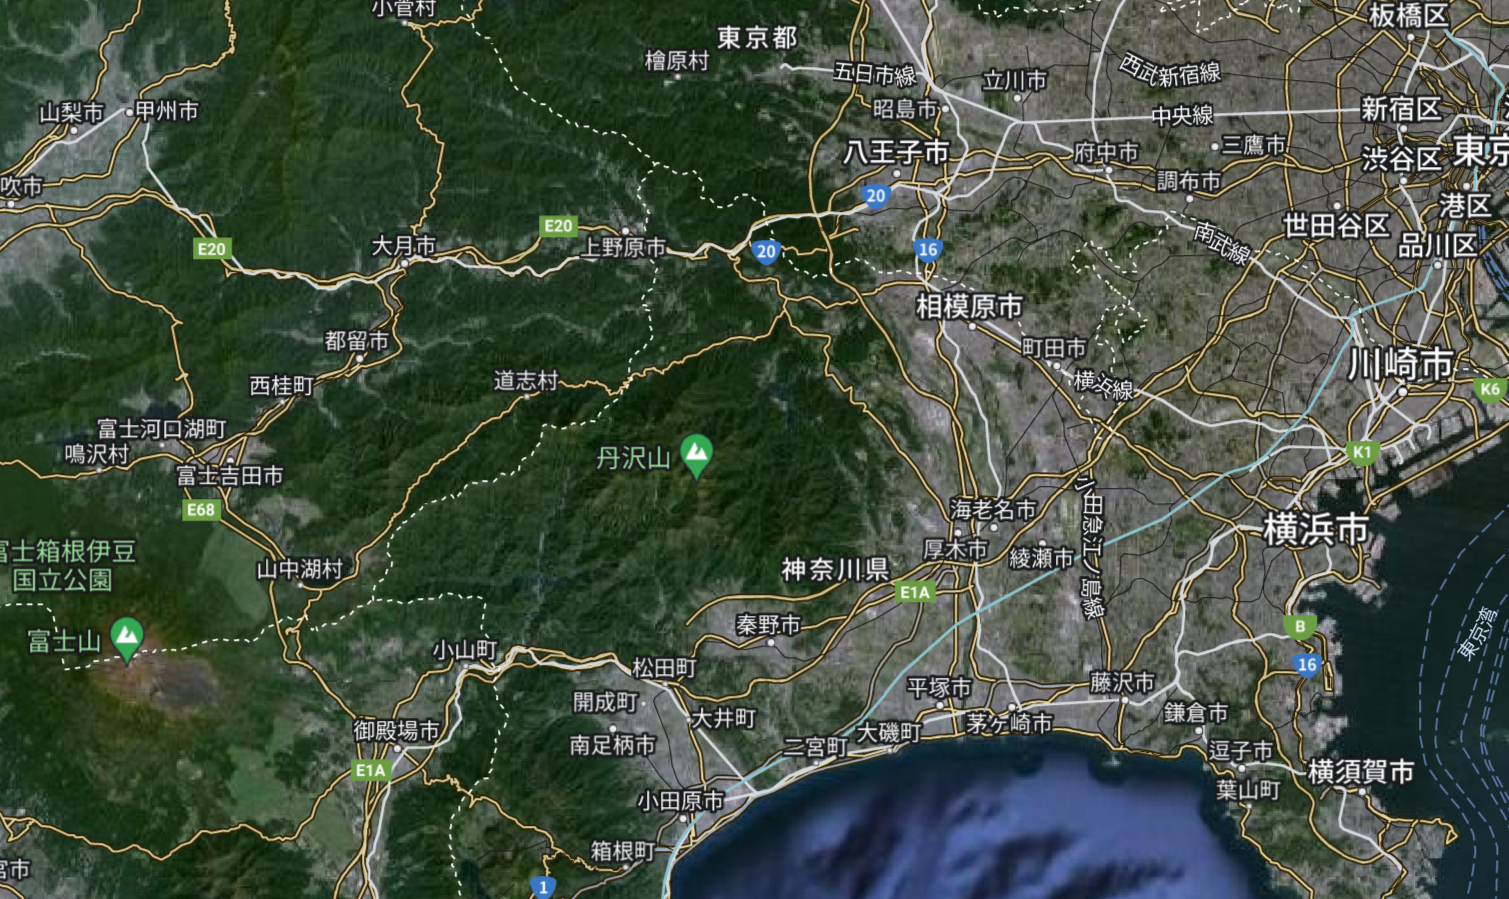 小菅村
板橋区
東京都
檜原村
五日市線
立川市
西武新宿線
山梨市
甲州市
昭島市
中央線
新宿区
八王子市
府中市
三鷹市
渋谷区
東京
吹市
20
調布市
港区
E20
大月市
E20
上野原市
20
16
南武線
世田谷区
品川区
相模原市
都留市
町田市
川崎市
西桂町
道志村
横浜線
K6
富士河口湖町
鳴沢村
富士吉田市
丹沢山
K1
E68
海老名市
小田急江ノ島線
横浜市
富士箱根伊豆
国立公園
山中湖村
神奈川県
厚木市
綾瀬市
E1A
富士山
小山町
秦野市
B
東京湾
松田町
16
開成町
大井町
平塚市
藤沢市
御殿場市
南足柄市
二宮町
大磯町
茅ヶ崎市
鎌倉市
逗子市
E1A
横須賀市
小田原市
葉山町
箱根町
宮市
1